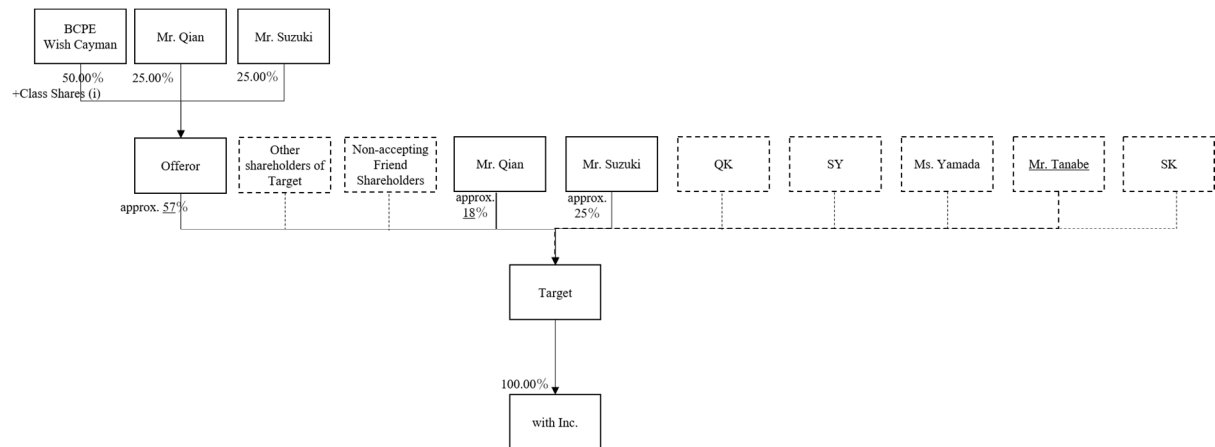 BCPE
Wish Cayman
Mr. Qian
Mr. Suzuki
50.00%
+Class Shares (i)
25.00%
25.00%
Offeror
Other
shareholders of
Target
Non-accepting
Friend
Shareholders
Mr. Qian
Mr. Suzuki
QK
SY
Ms. Yamada
Mr. Tanabe
SK
approx. 57%
approx.
18%
approx.
25%
Target
100.00%
with Inc.